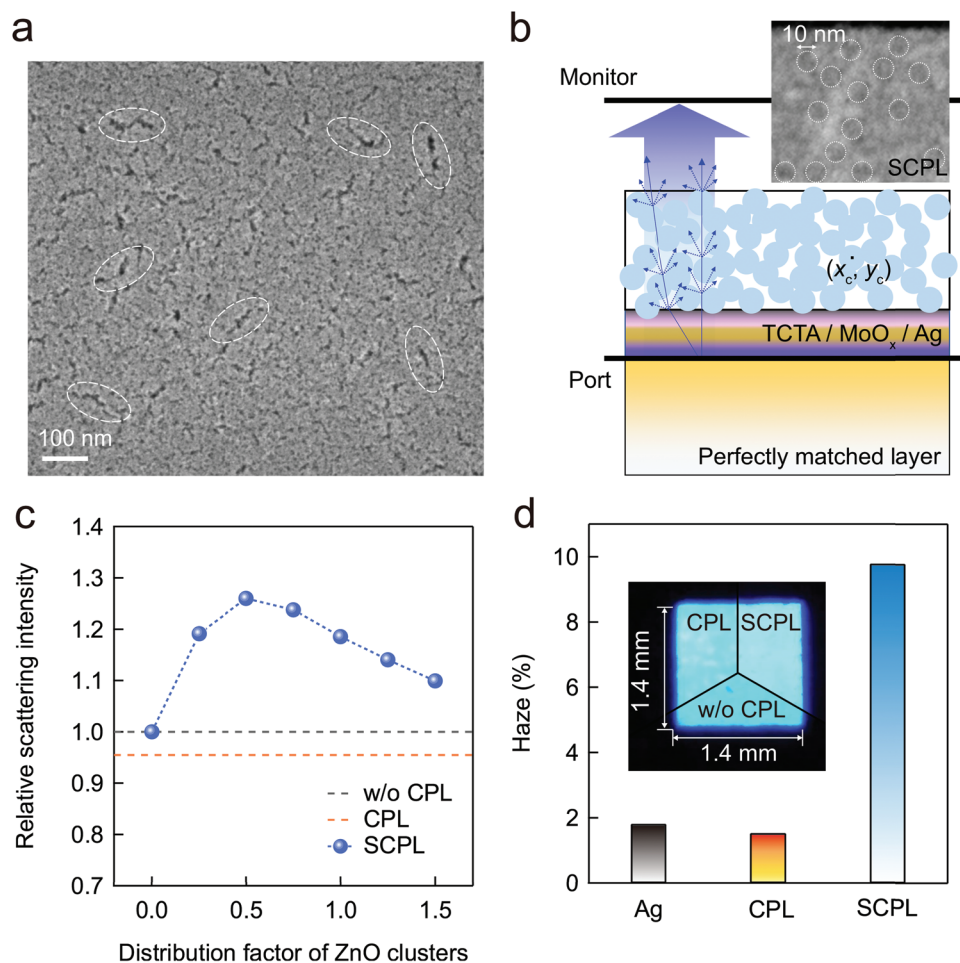 a
100 nm
b
10 nm
Monitor
SCPL
(x_c, y_c)
TCTA / MoO_x / Ag
Port
Perfectly matched layer
c
Relative scattering intensity
1.4
1.3
1.2
1.1
1.0
0.9
0.8
0.7
w/o CPL
CPL
SCPL
0.0 0.5 1.0 1.5
Distribution factor of ZnO clusters
d
Haze (%)
10
8
6
4
2
0
CPL SCPL
w/o CPL
1.4 mm
1.4 mm
Ag CPL SCPL